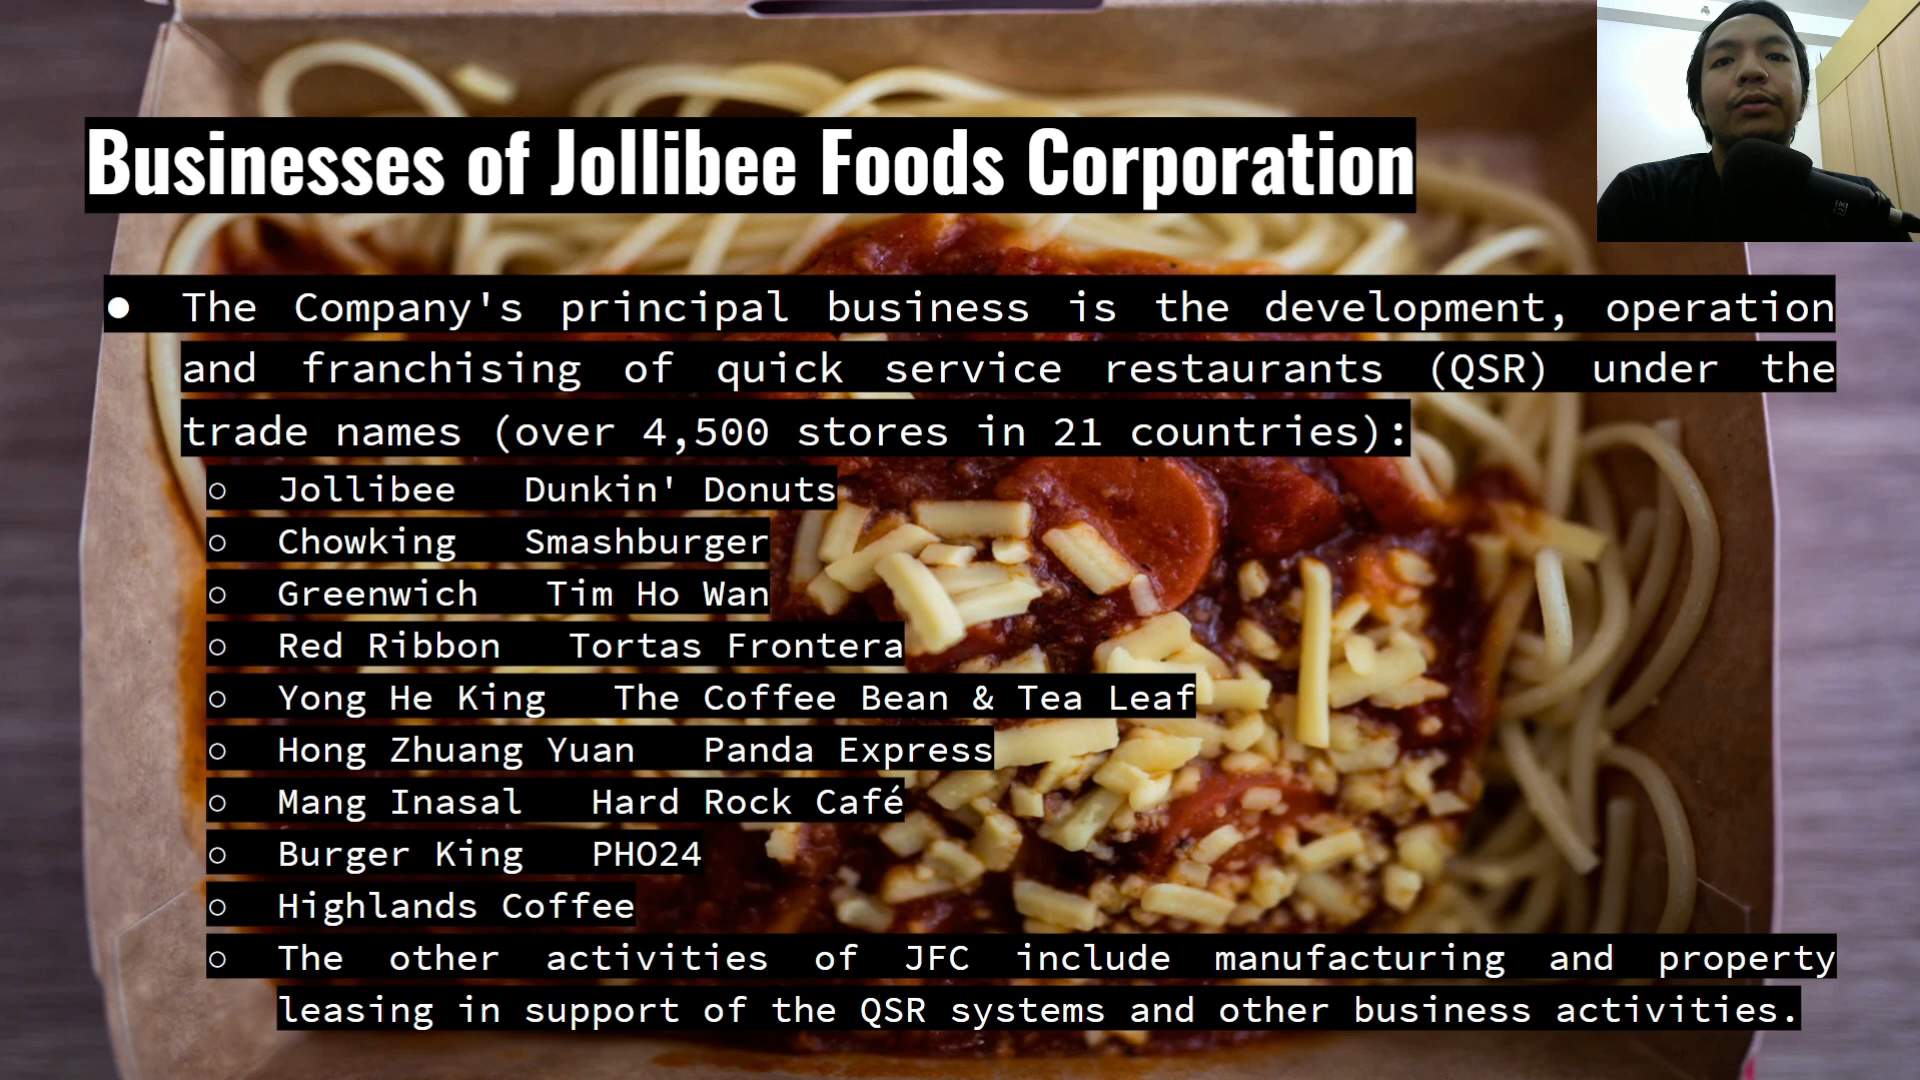 Businesses of Jollibee Foods Corporation
● The Company's principal business is the development, operation
and franchising of quick service restaurants (QSR) under the
trade names (over 4,500 stores in 21 countries):
○ Jollibee Dunkin' Donuts
○ Chowking Smashburger
○ Greenwich Tim Ho Wan
○ Red Ribbon Tortas Frontera
○ Yong He King The Coffee Bean & Tea Leaf
○ Hong Zhuang Yuan Panda Express
○ Mang Inasal Hard Rock Café
○ Burger King PHO24
○ Highlands Coffee
○ The other activities of JFC include manufacturing and property
leasing in support of the QSR systems and other business activities.